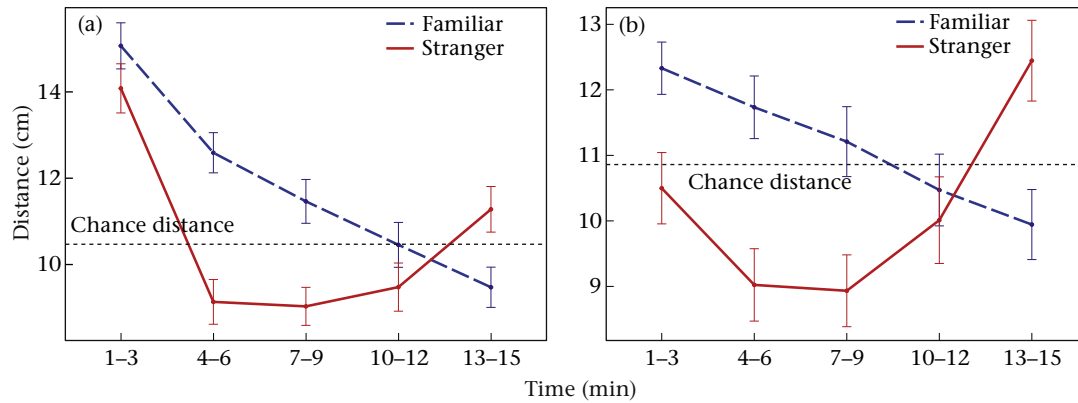 (a)
Familiar
Stranger
Distance (cm)
14
12
10
Chance distance
1–3
4–6
7–9
10–12
13–15
(b)
Familiar
Stranger
13
12
11
10
9
Chance distance
1–3
4–6
7–9
10–12
13–15
Time (min)